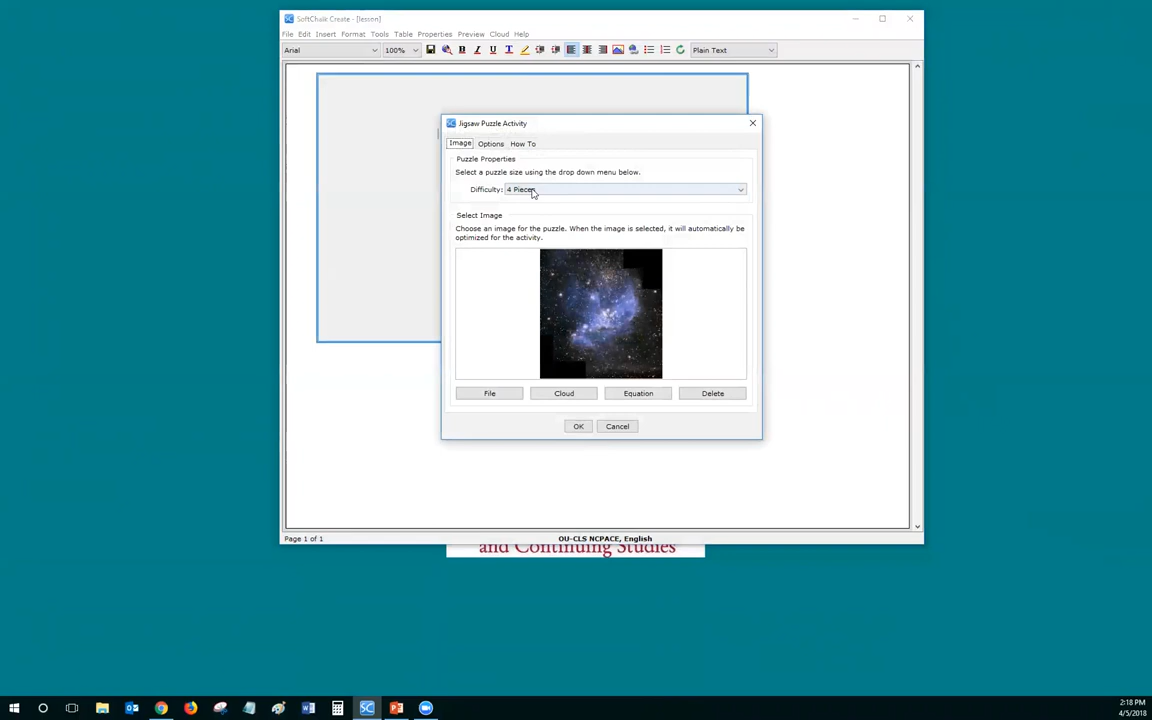 SoftChalk Create - [lesson]
File Edit Insert Format Tools Table Properties Preview Cloud Help
Arial 100% B I U T Plain Text
Jigsaw Puzzle Activity
Image Options How To
Puzzle Properties
Select a puzzle size using the drop down menu below.
Difficulty: 4 Pieces
Select Image
Choose an image for the puzzle. When the image is selected, it will automatically be
optimized for the activity.
File Cloud Equation Delete
OK Cancel
Page 1 of 1 OU-CLS NCPACE, English
and Continuing Studies
2:18 PM
4/5/2018